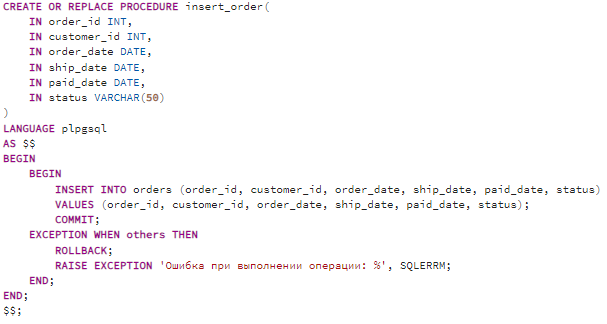 CREATE OR REPLACE PROCEDURE insert_order(
    IN order_id INT,
    IN customer_id INT,
    IN order_date DATE,
    IN ship_date DATE,
    IN paid_date DATE,
    IN status VARCHAR(50)
)
LANGUAGE plpgsql
AS $$
BEGIN
    BEGIN
        INSERT INTO orders (order_id, customer_id, order_date, ship_date, paid_date, status)
        VALUES (order_id, customer_id, order_date, ship_date, paid_date, status);
        COMMIT;
    EXCEPTION WHEN others THEN
        ROLLBACK;
        RAISE EXCEPTION 'Ошибка при выполнении операции: %', SQLERRM;
    END;
END;
$$;